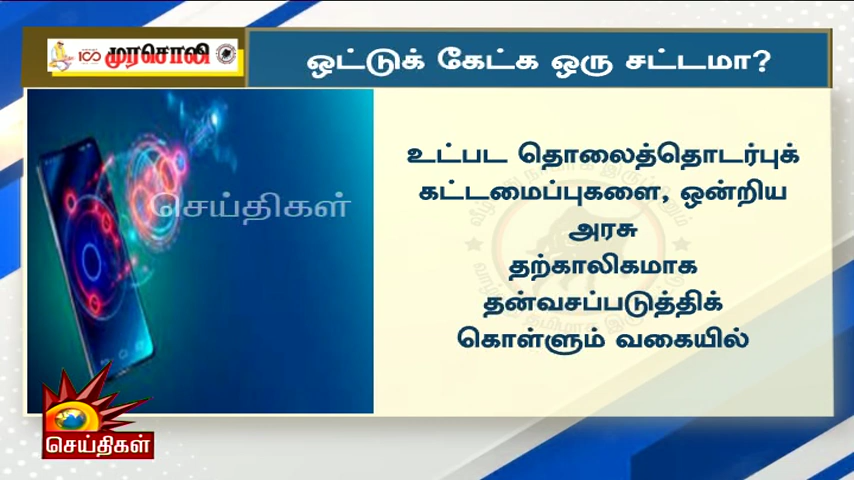 100 முரசொலி
ஒட்டுக் கேட்க ஒரு சட்டமா?
உட்பட தொலைத்தொடர்புக்
கட்டமைப்புகளை, ஒன்றிய
அரசு
தற்காலிகமாக
தன்வசப்படுத்திக்
கொள்ளும் வகையில்
செய்திகள்
செய்திகள்